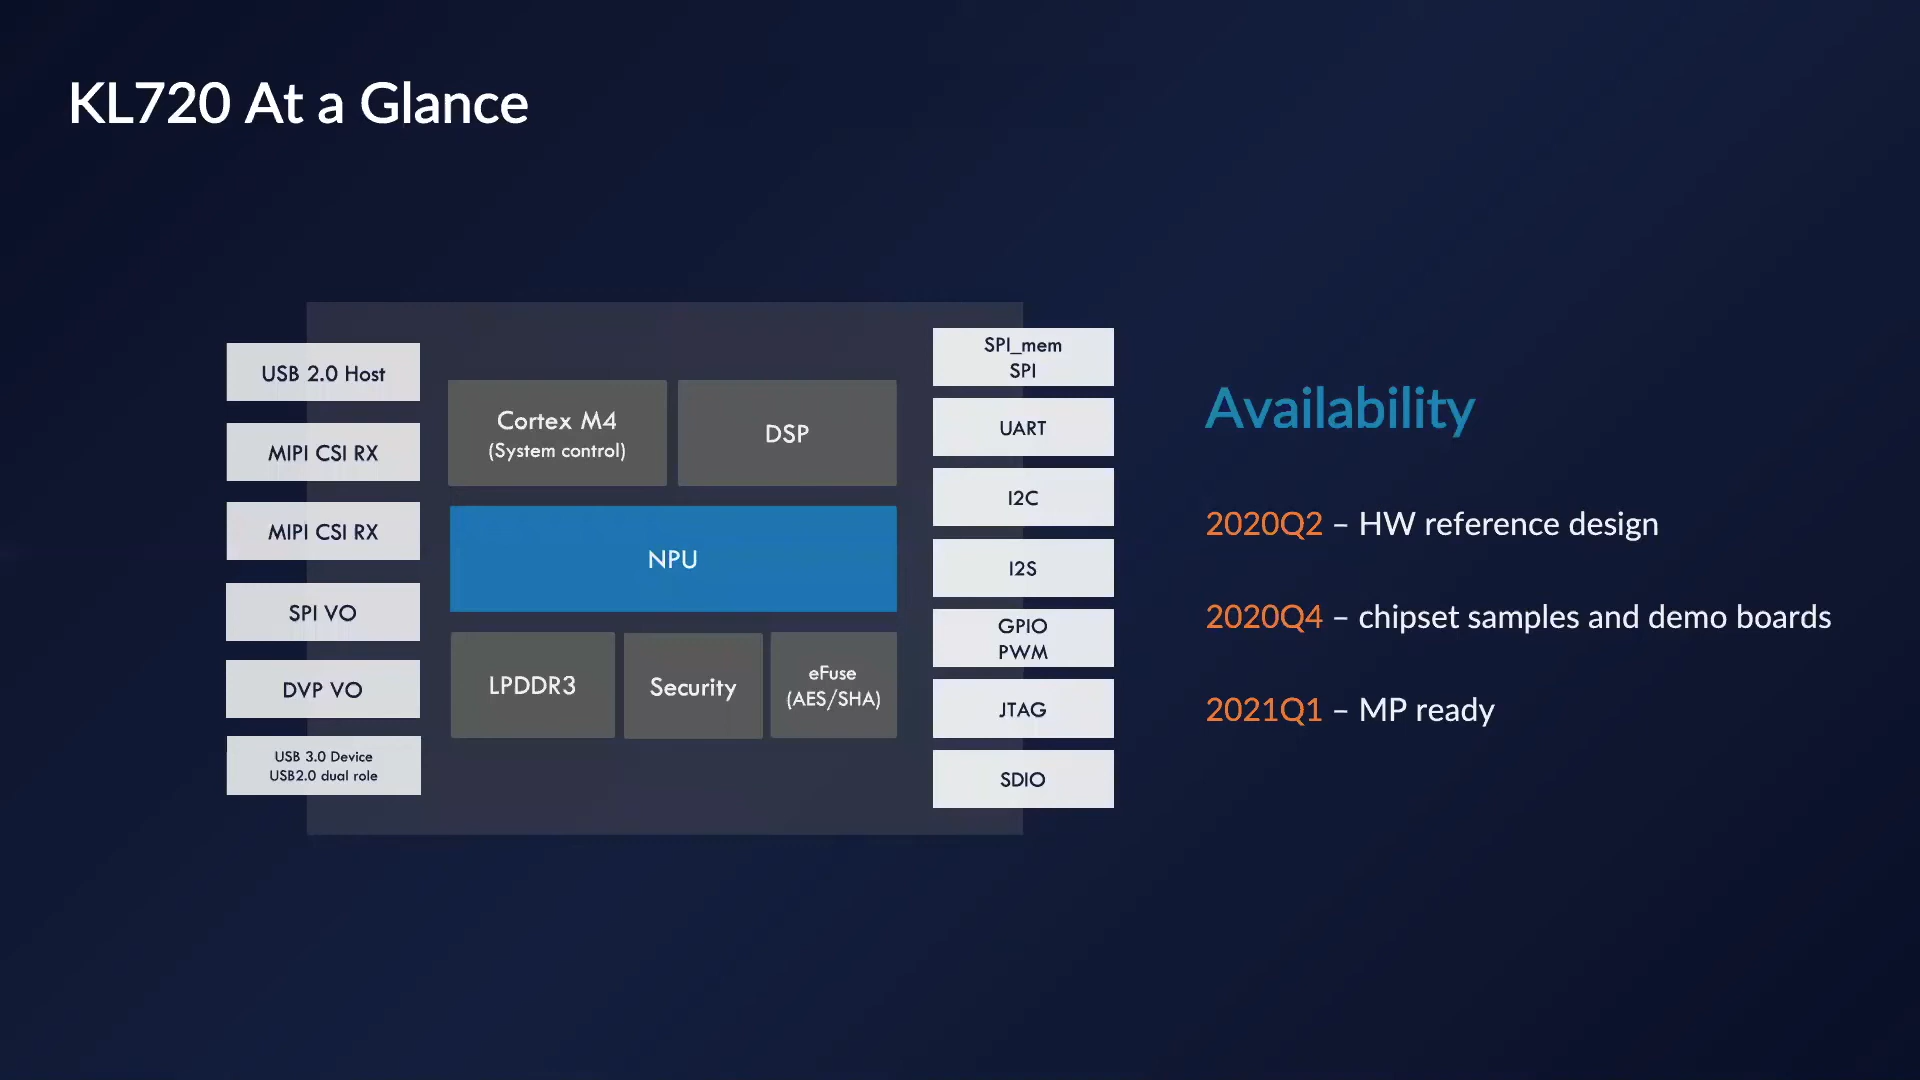 KL720 At a Glance
USB 2.0 Host
MIPI CSI RX
MIPI CSI RX
SPI VO
DVP VO
USB 3.0 Device
USB2.0 dual role
Cortex M4
(System control)
DSP
NPU
LPDDR3
Security
eFuse
(AES/SHA)
SPI_mem
SPI
UART
I2C
I2S
GPIO
PWM
JTAG
SDIO
Availability
2020Q2 – HW reference design
2020Q4 – chipset samples and demo boards
2021Q1 – MP ready